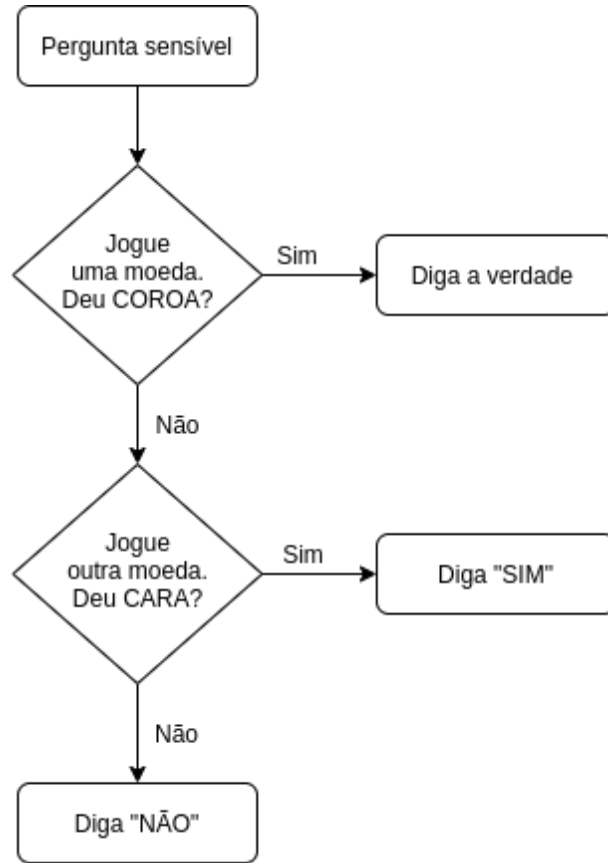 Pergunta sensível
Jogue
uma moeda.
Deu COROA?
Sim
Diga a verdade
Não
Jogue
outra moeda.
Deu CARA?
Sim
Diga "SIM"
Não
Diga "NÃO"